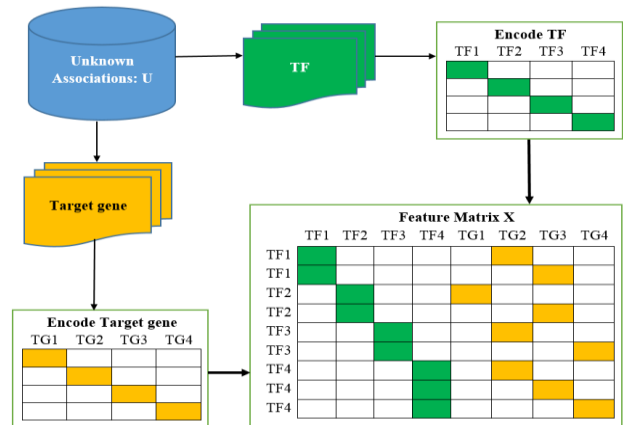 Unknown
Associations: U
TF
Encode TF
TF1 TF2 TF3 TF4
Target gene
Encode Target gene
TG1 TG2 TG3 TG4
Feature Matrix X
TF1 TF2 TF3 TF4 TG1 TG2 TG3 TG4
TF1
TF1
TF2
TF2
TF3
TF3
TF4
TF4
TF4